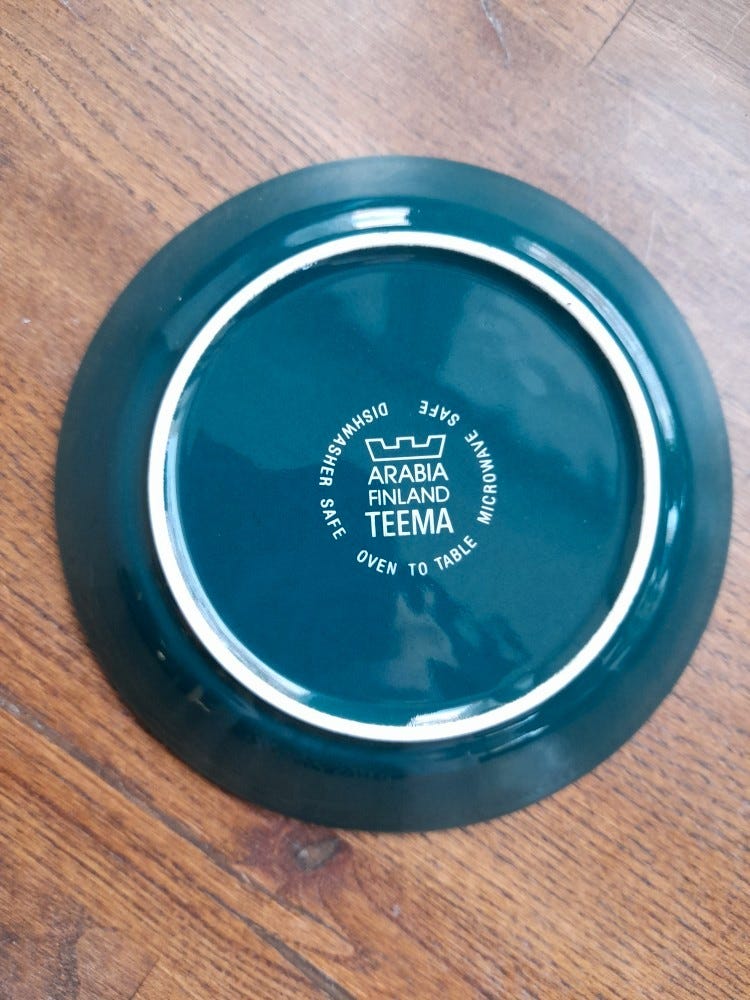 ARABIA
FINLAND
TEEMA
DISHWASHER SAFE OVEN TO TABLE MICROWAVE SAFE